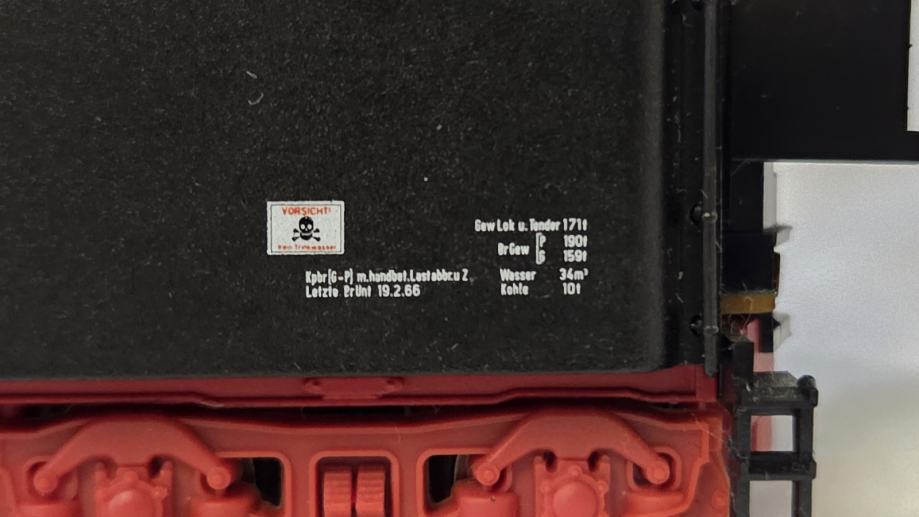 VORSICHT!
Kein Trinkwasser
Kpbr(G-P) m.handbet.Lastabbr.u Z
Letzte BrUnt 19.2.66
Gew Lok u. Tender 171t
BrGew P 190t
G 159t
Wasser 34m³
Kohle 10t